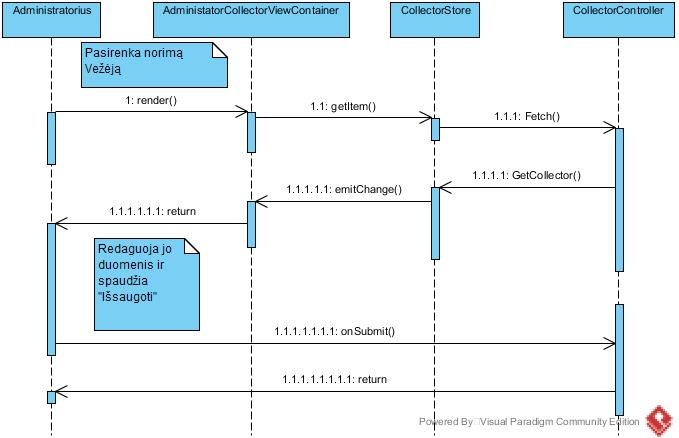 Administratorius
AdministatorCollectorViewContainer
CollectorStore
CollectorController
Pasirenka norimą
Vežėją
1: render()
1.1: getItem()
1.1.1: Fetch()
1.1.1.1: GetCollector()
1.1.1.1.1: emitChange()
1.1.1.1.1.1: return
Redaguoja jo
duomenis ir
spaudžia
"Išsaugoti"
1.1.1.1.1.1.1: onSubmit()
1.1.1.1.1.1.1.1: return
Powered By Visual Paradigm Community Edition